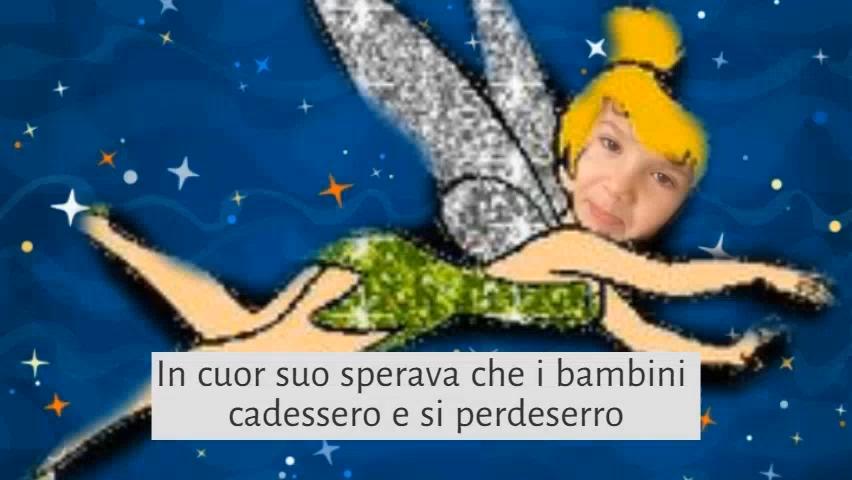 In cuor suo sperava che i bambini
cadessero e si perdeserro